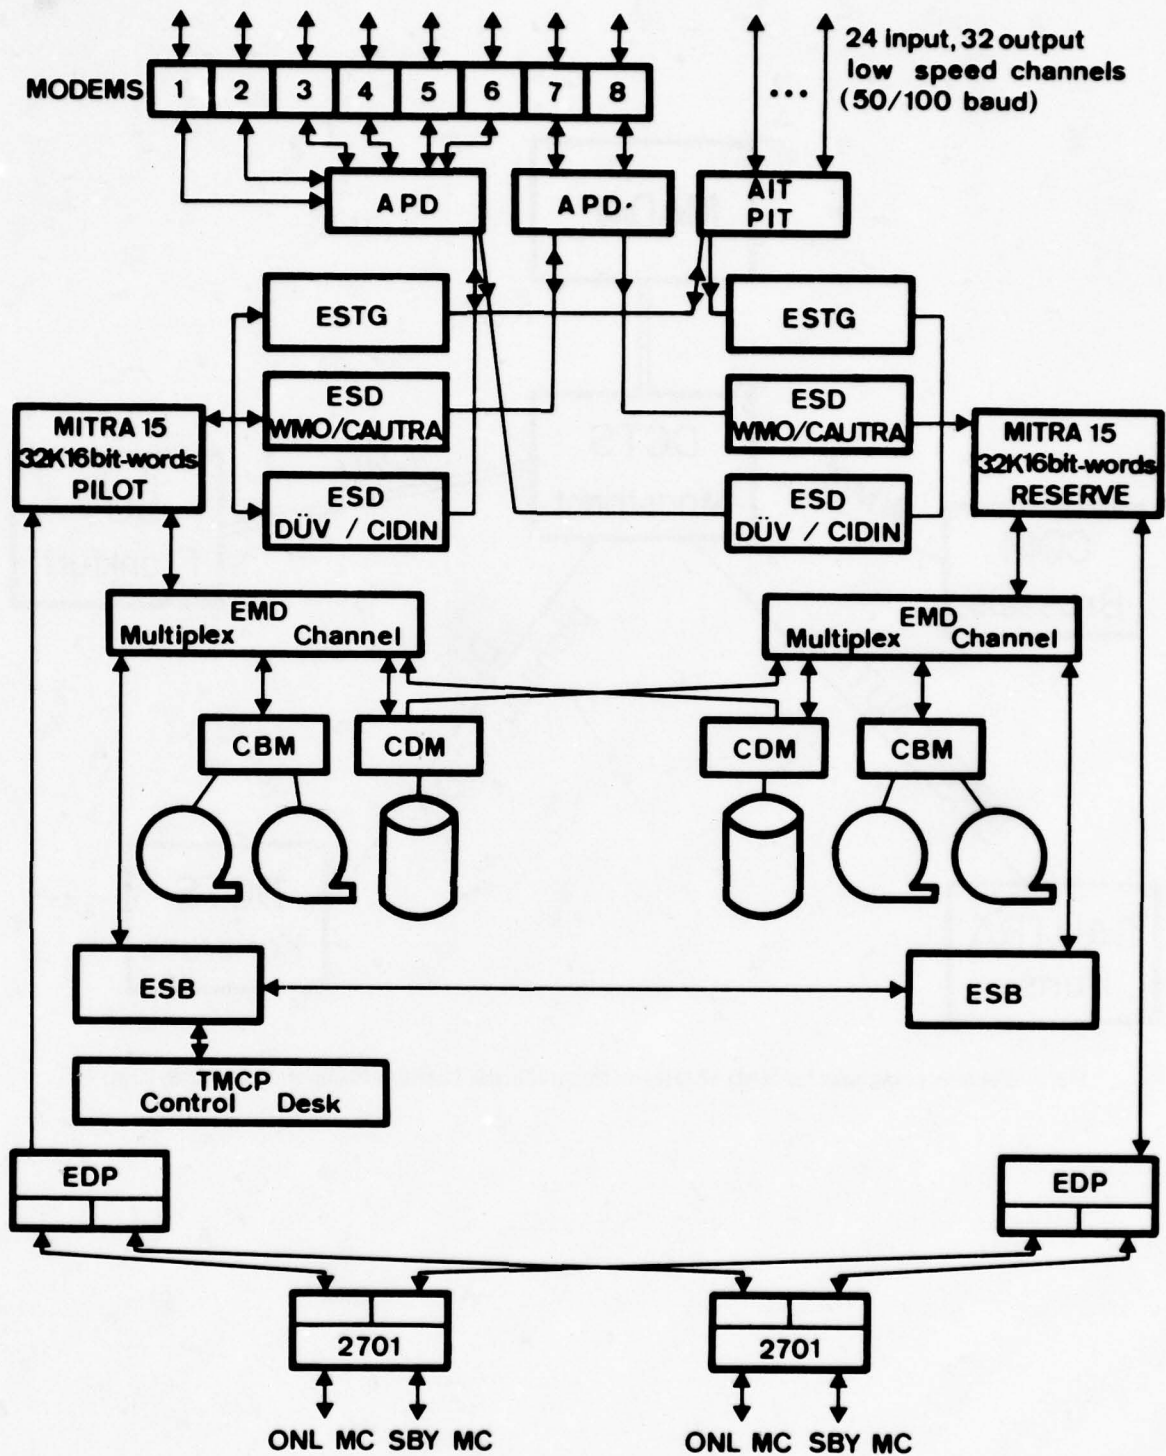 24 input, 32 output
low speed channels
(50/100 baud)
MODEMS 1 2 3 4 5 6 7 8
...
APD
APD·
AIT
PIT
ESTG
ESTG
ESD
WMO/CAUTRA
ESD
WMO/CAUTRA
MITRA 15
32K16bit-words
PILOT
MITRA 15
32K16bit-words
RESERVE
ESD
DÜV / CIDIN
ESD
DÜV / CIDIN
EMD
Multiplex Channel
EMD
Multiplex Channel
CBM
CDM
CDM
CBM
ESB
ESB
TMCP
Control Desk
EDP
EDP
2701
2701
ONL MC SBY MC
ONL MC SBY MC